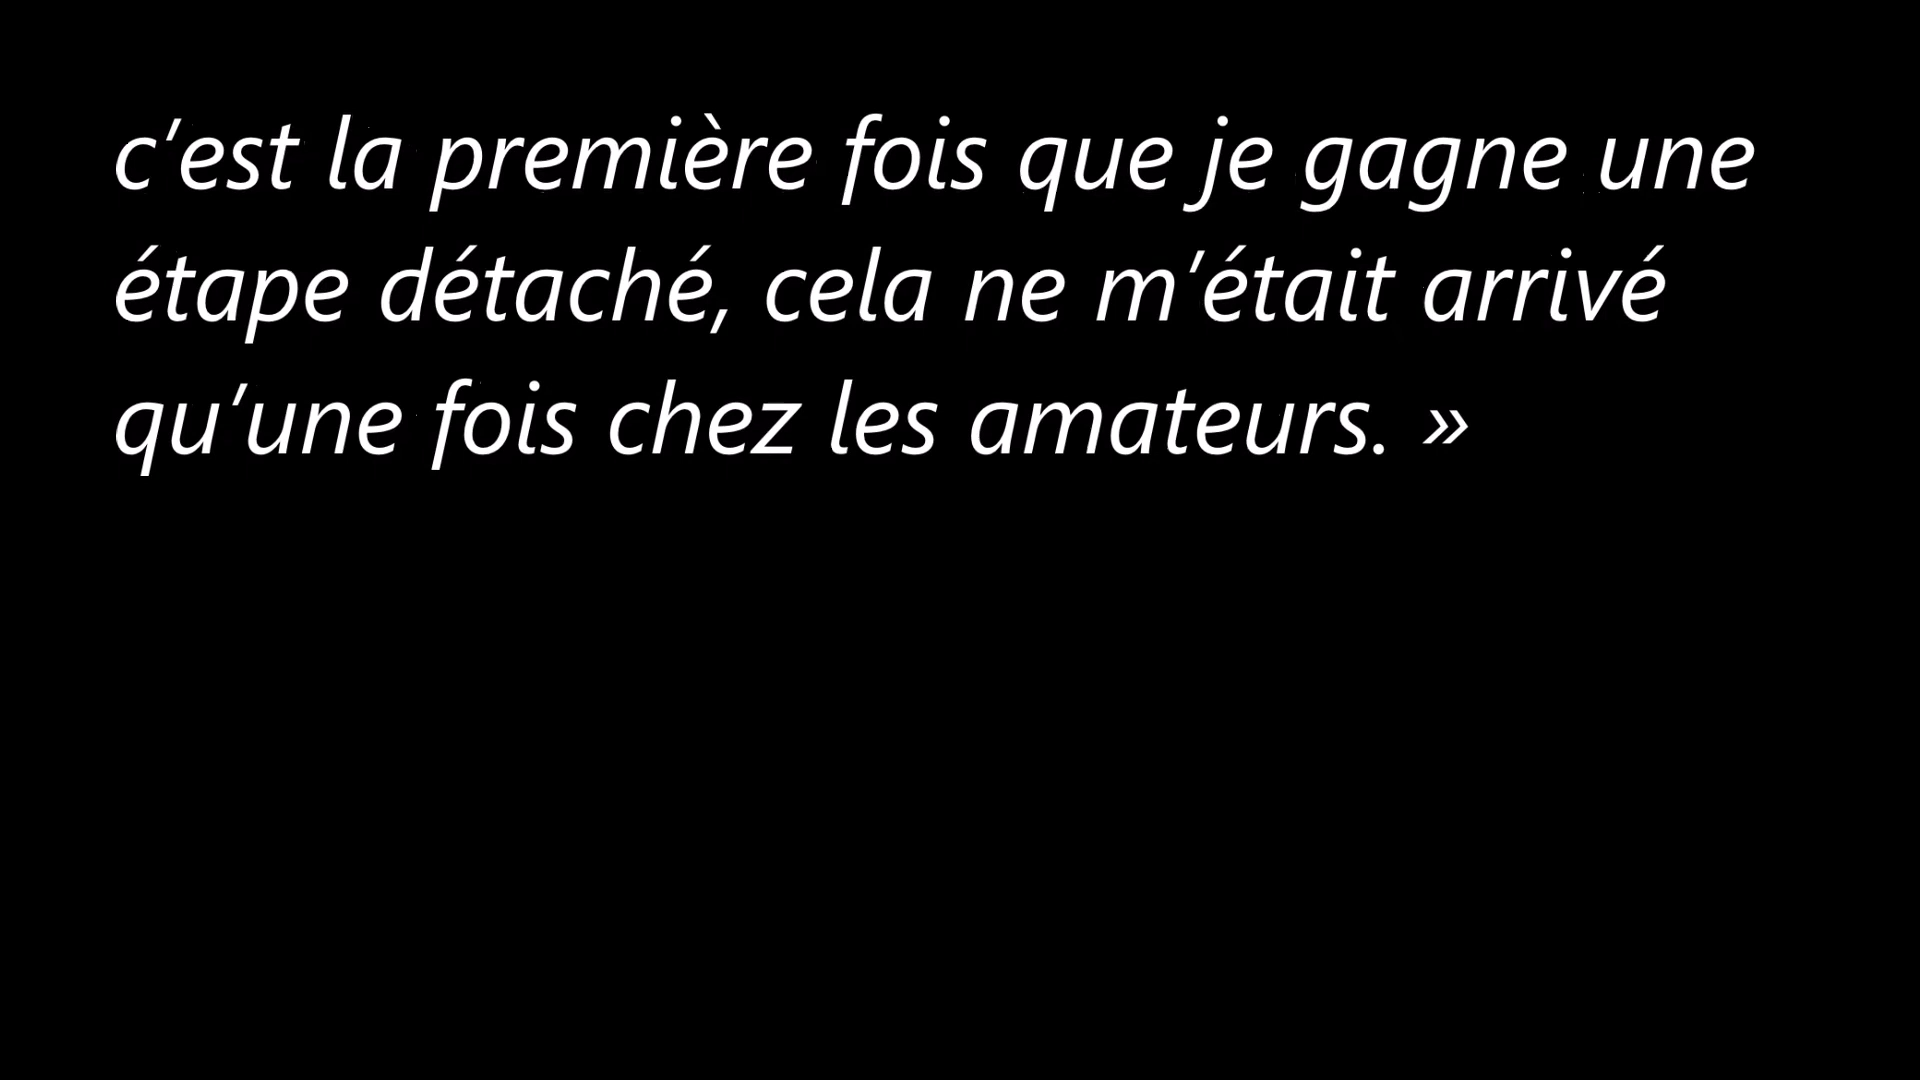 c’est la première fois que je gagne une
étape détaché, cela ne m’était arrivé
qu’une fois chez les amateurs. »